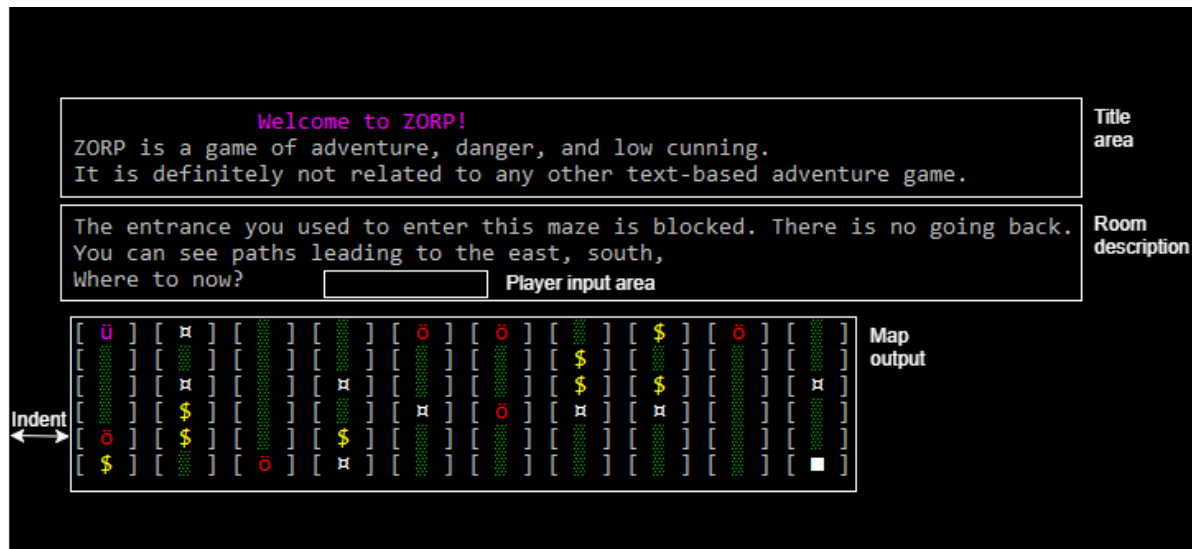 Welcome to ZORP!
ZORP is a game of adventure, danger, and low cunning.
It is definitely not related to any other text-based adventure game.
Title
area
The entrance you used to enter this maze is blocked. There is no going back.
You can see paths leading to the east, south,
Where to now?
Player input area
Room
description
[ ü ] [ ¤ ] [ ▒ ] [ ▒ ] [ ö ] [ ö ] [ ▒ ] [ $ ] [ ö ] [ ▒ ]
[ ▒ ] [ ▒ ] [ ▒ ] [ ▒ ] [ ▒ ] [ ▒ ] [ $ ] [ ▒ ] [ ▒ ] [ ▒ ]
[ ▒ ] [ ¤ ] [ ▒ ] [ ¤ ] [ ▒ ] [ ▒ ] [ $ ] [ $ ] [ ▒ ] [ ¤ ]
[ ▒ ] [ $ ] [ ▒ ] [ ▒ ] [ ¤ ] [ ö ] [ ¤ ] [ ¤ ] [ ▒ ] [ ▒ ]
[ ö ] [ $ ] [ ▒ ] [ $ ] [ ▒ ] [ ▒ ] [ ▒ ] [ ▒ ] [ ▒ ] [ ▒ ]
[ $ ] [ ▒ ] [ ö ] [ ¤ ] [ ▒ ] [ ▒ ] [ ▒ ] [ ▒ ] [ ▒ ] [ ■ ]
Map
output
Indent